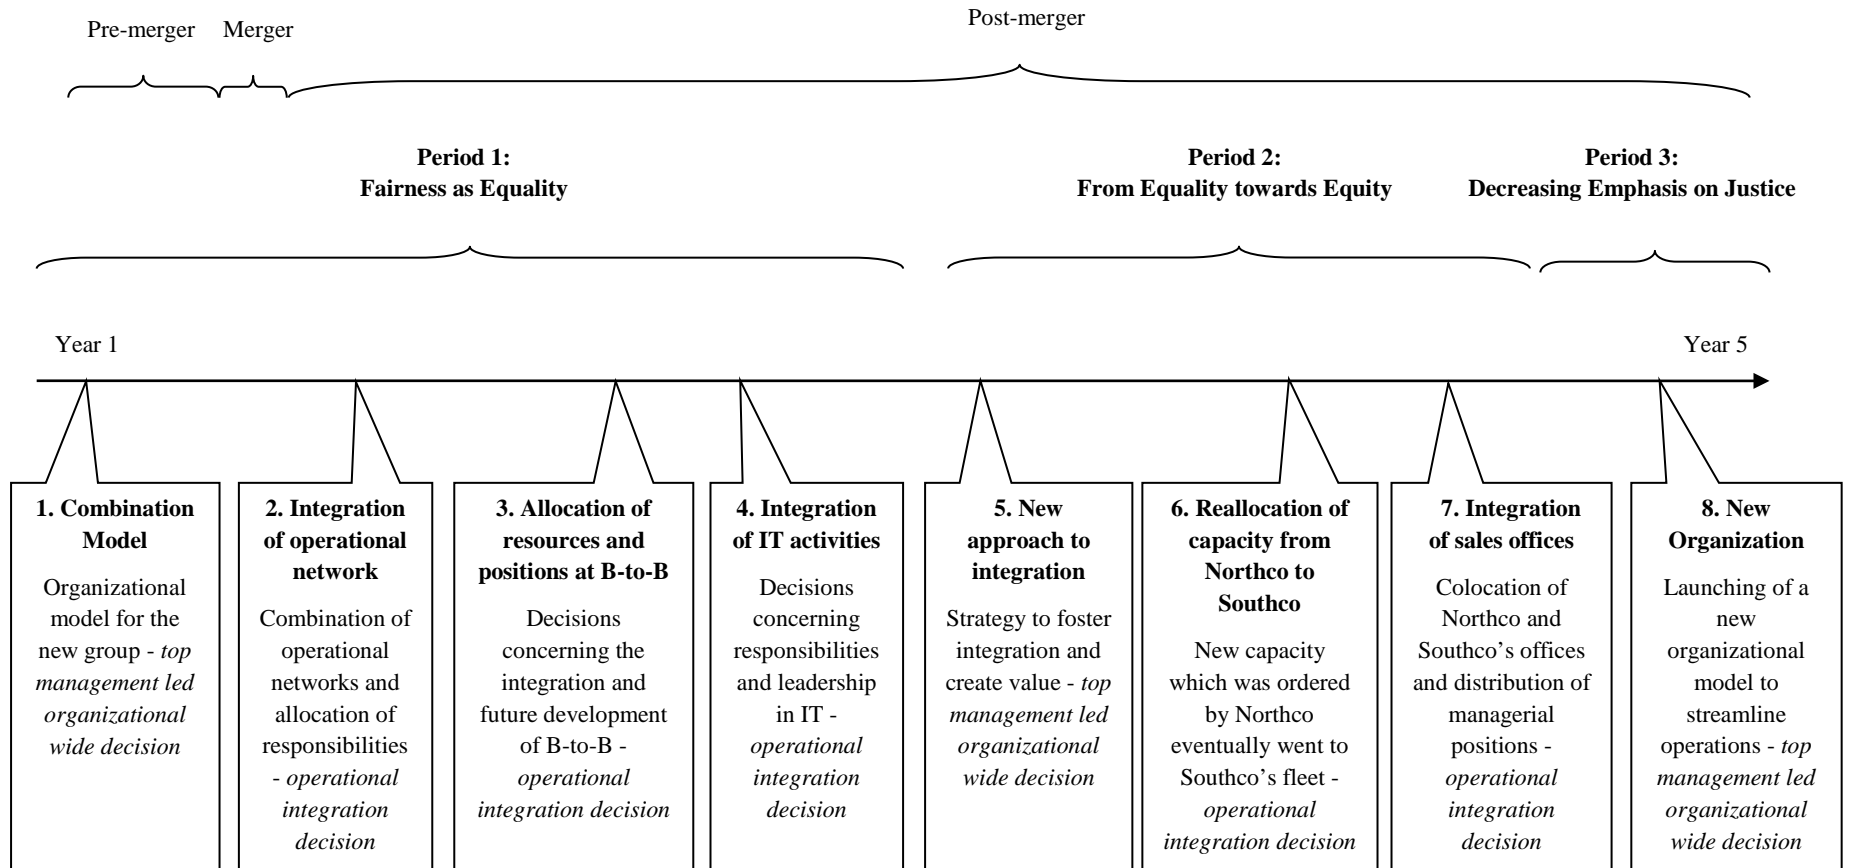 Pre-merger
Merger
Post-merger
Period 1:
Fairness as Equality
Period 2:
From Equality towards Equity
Period 3:
Decreasing Emphasis on Justice
Year 1
Year 5
1. Combination
Model
Organizational
model for the
new group - top
management led
organizational
wide decision
2. Integration
of operational
network
Combination of
operational
networks and
allocation of
responsibilities
- operational
integration
decision
3. Allocation of
resources and
positions at B-to-B
Decisions
concerning the
integration and
future development
of B-to-B -
operational
integration decision
4. Integration
of IT activities
Decisions
concerning
responsibilities
and leadership
in IT -
operational
integration
decision
5. New
approach to
integration
Strategy to foster
integration and
create value - top
management led
organizational
wide decision
6. Reallocation of
capacity from
Northco to
Southco
New capacity
which was ordered
by Northco
eventually went to
Southco’s fleet -
operational
integration decision
7. Integration
of sales offices
Colocation of
Northco and
Southco’s offices
and distribution of
managerial
positions -
operational
integration
decision
8. New
Organization
Launching of a
new
organizational
model to
streamline
operations - top
management led
organizational
wide decision